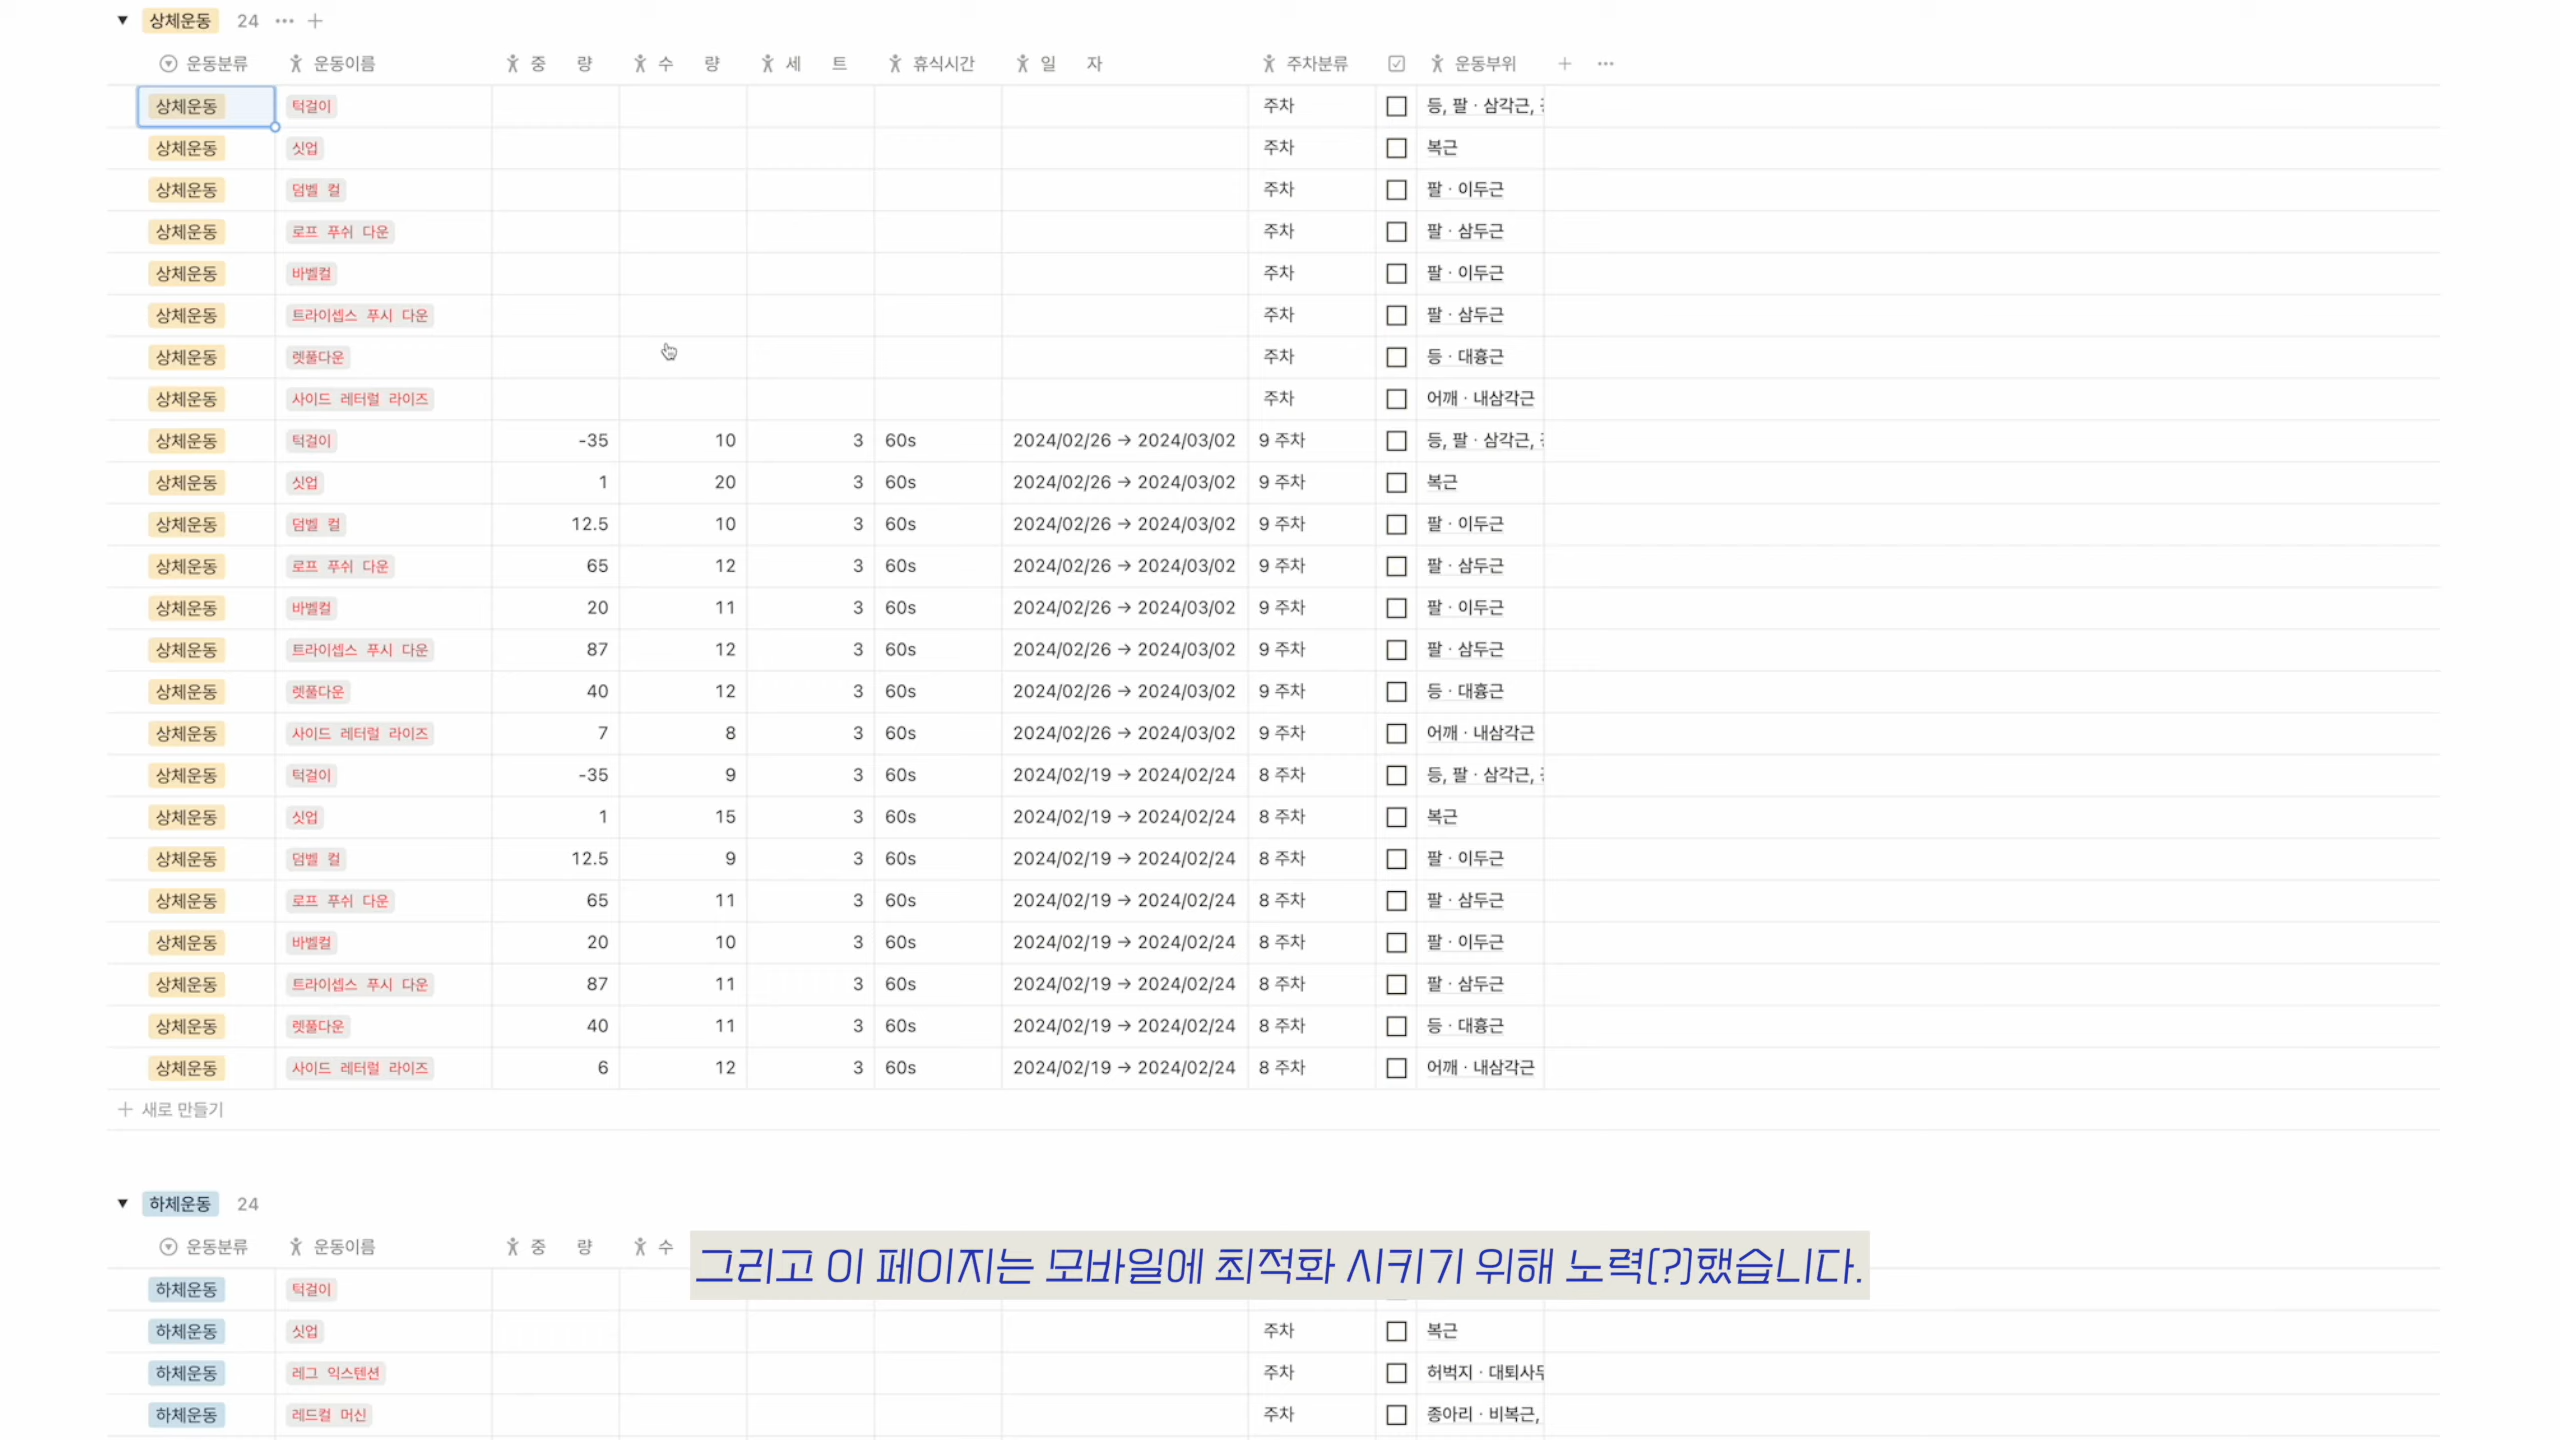 상체운동 24
운동분류 운동이름 중 량 수 량 세 트 휴식시간 일 자 주차분류 운동부위
상체운동 턱걸이 주차 등, 팔 · 삼각근,
상체운동 싯업 주차 복근
상체운동 덤벨 컬 주차 팔 · 이두근
상체운동 로프 푸쉬 다운 주차 팔 · 삼두근
상체운동 바벨컬 주차 팔 · 이두근
상체운동 트라이셉스 푸시 다운 주차 팔 · 삼두근
상체운동 렛풀다운 주차 등 · 대흉근
상체운동 사이드 레터럴 라이즈 주차 어깨 · 내삼각근
상체운동 턱걸이 -35 10 3 60s 2024/02/26 → 2024/03/02 9 주차 등, 팔 · 삼각근,
상체운동 싯업 1 20 3 60s 2024/02/26 → 2024/03/02 9 주차 복근
상체운동 덤벨 컬 12.5 10 3 60s 2024/02/26 → 2024/03/02 9 주차 팔 · 이두근
상체운동 로프 푸쉬 다운 65 12 3 60s 2024/02/26 → 2024/03/02 9 주차 팔 · 삼두근
상체운동 바벨컬 20 11 3 60s 2024/02/26 → 2024/03/02 9 주차 팔 · 이두근
상체운동 트라이셉스 푸시 다운 87 12 3 60s 2024/02/26 → 2024/03/02 9 주차 팔 · 삼두근
상체운동 렛풀다운 40 12 3 60s 2024/02/26 → 2024/03/02 9 주차 등 · 대흉근
상체운동 사이드 레터럴 라이즈 7 8 3 60s 2024/02/26 → 2024/03/02 9 주차 어깨 · 내삼각근
상체운동 턱걸이 -35 9 3 60s 2024/02/19 → 2024/02/24 8 주차 등, 팔 · 삼각근,
상체운동 싯업 1 15 3 60s 2024/02/19 → 2024/02/24 8 주차 복근
상체운동 덤벨 컬 12.5 9 3 60s 2024/02/19 → 2024/02/24 8 주차 팔 · 이두근
상체운동 로프 푸쉬 다운 65 11 3 60s 2024/02/19 → 2024/02/24 8 주차 팔 · 삼두근
상체운동 바벨컬 20 10 3 60s 2024/02/19 → 2024/02/24 8 주차 팔 · 이두근
상체운동 트라이셉스 푸시 다운 87 11 3 60s 2024/02/19 → 2024/02/24 8 주차 팔 · 삼두근
상체운동 렛풀다운 40 11 3 60s 2024/02/19 → 2024/02/24 8 주차 등 · 대흉근
상체운동 사이드 레터럴 라이즈 6 12 3 60s 2024/02/19 → 2024/02/24 8 주차 어깨 · 내삼각근
+ 새로 만들기
하체운동 24
운동분류 운동이름 중 량 수
그리고 이 페이지는 모바일에 최적화 시키기 위해 노력(?)했습니다.
하체운동 턱걸이
하체운동 싯업 주차 복근
하체운동 레그 익스텐션 주차 허벅지 · 대퇴사두
하체운동 레드컬 머신 주차 종아리 · 비복근,